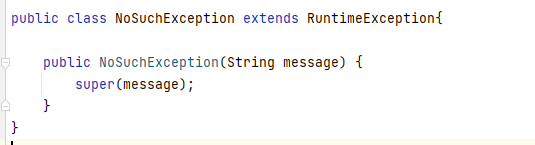 public class NoSuchException extends RuntimeException{
public NoSuchException(String message) {
super(message);
}
}